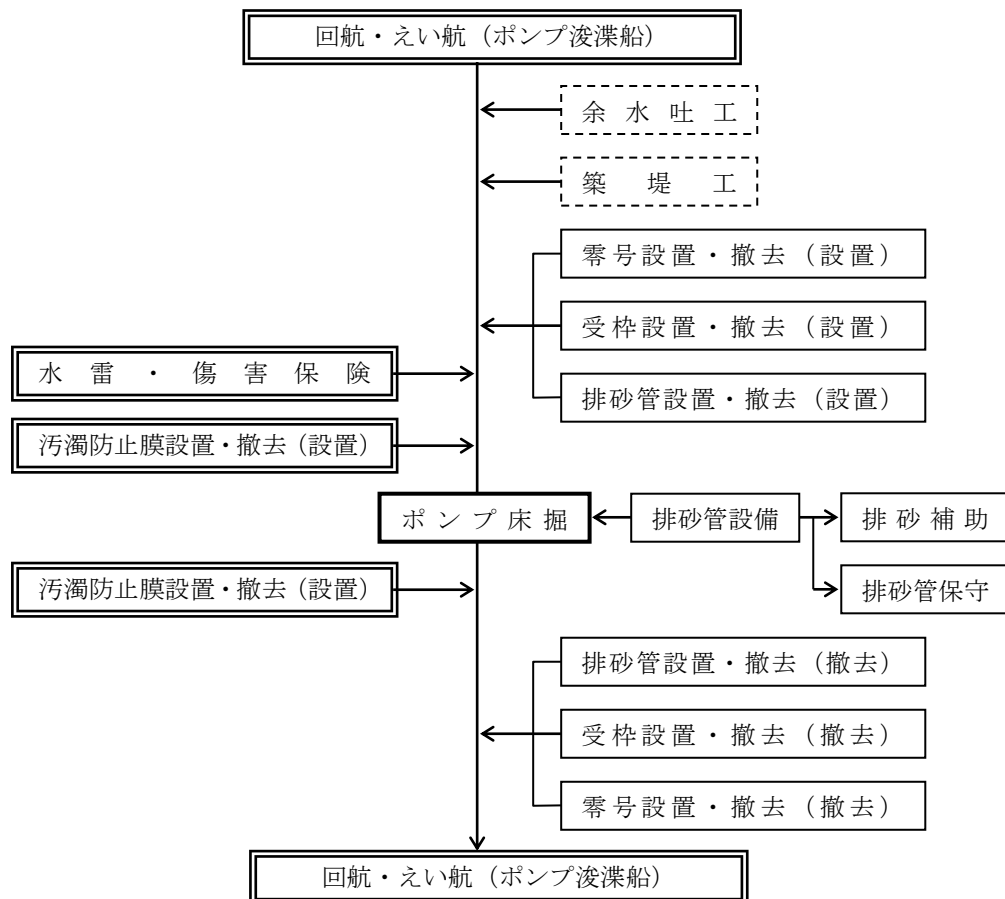 回航・えい航（ポンプ浚渫船）
余水吐工
築堤工
零号設置・撤去（設置）
受枠設置・撤去（設置）
水雷・傷害保険
排砂管設置・撤去（設置）
汚濁防止膜設置・撤去（設置）
ポンプ床掘
排砂管設備
排砂補助
汚濁防止膜設置・撤去（設置）
排砂管保守
排砂管設置・撤去（撤去）
受枠設置・撤去（撤去）
零号設置・撤去（撤去）
回航・えい航（ポンプ浚渫船）